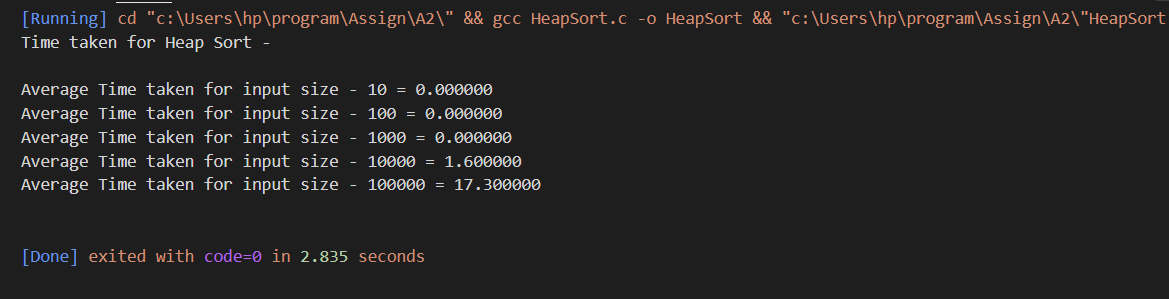 [Running] cd "c:\Users\hp\program\Assign\A2\" && gcc HeapSort.c -o HeapSort && "c:\Users\hp\program\Assign\A2\"HeapSort
Time taken for Heap Sort -
Average Time taken for input size - 10 = 0.000000
Average Time taken for input size - 100 = 0.000000
Average Time taken for input size - 1000 = 0.000000
Average Time taken for input size - 10000 = 1.600000
Average Time taken for input size - 100000 = 17.300000
[Done] exited with code=0 in 2.835 seconds